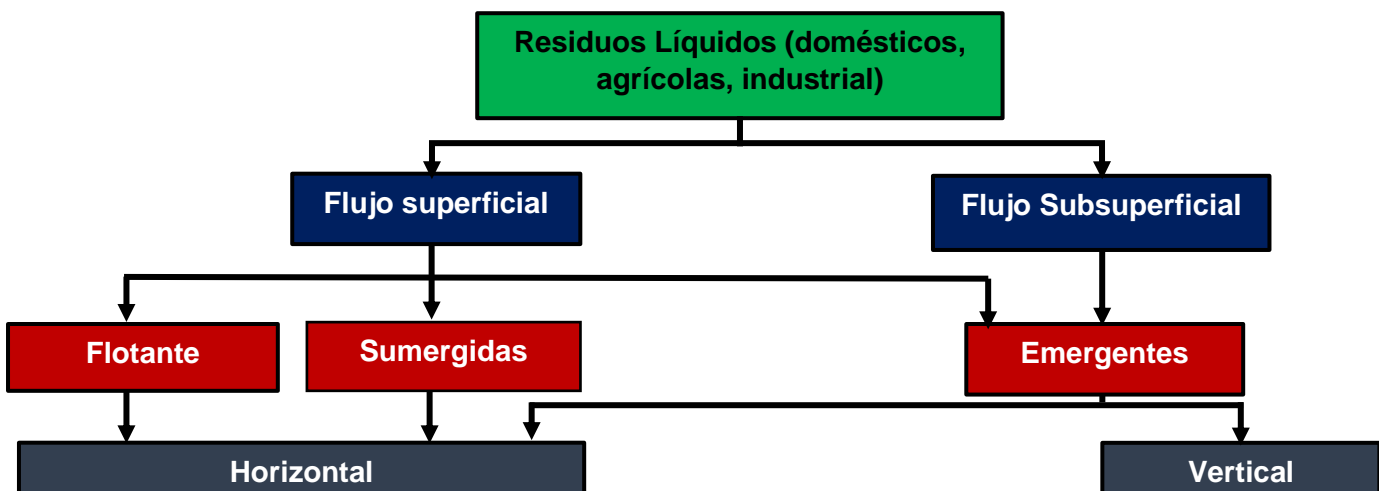 Residuos Líquidos (domésticos,
agrícolas, industrial)
Flujo superficial
Flujo Subsuperficial
Flotante
Sumergidas
Emergentes
Horizontal
Vertical